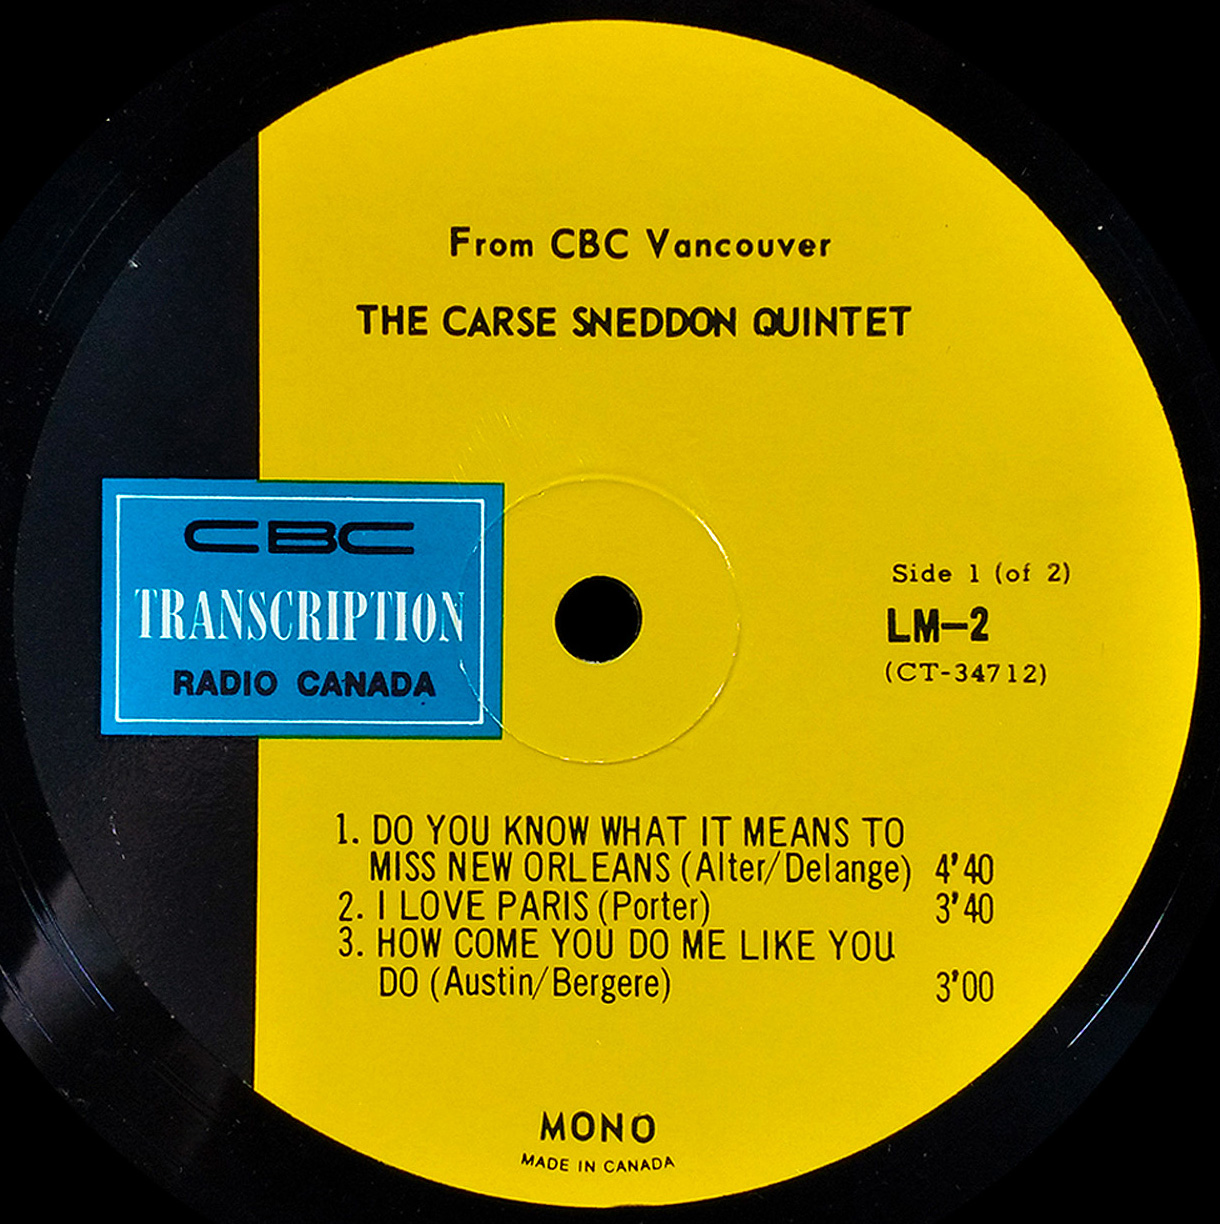 From CBC Vancouver
THE CARSE SNEDDON QUINTET
CBC
TRANSCRIPTION
RADIO CANADA
Side 1 (of 2)
LM-2
(CT-34712)
1. DO YOU KNOW WHAT IT MEANS TO
MISS NEW ORLEANS (Alter/Delange) 4'40
2. I LOVE PARIS (Porter) 3'40
3. HOW COME YOU DO ME LIKE YOU
DO (Austin/Bergere) 3'00
MONO
MADE IN CANADA